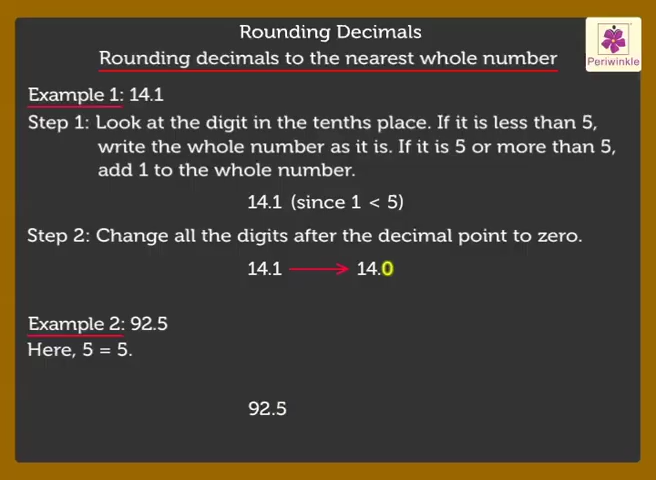 Rounding Decimals
Periwinkle
Rounding decimals to the nearest whole number
Example 1: 14.1
Step 1: Look at the digit in the tenths place. If it is less than 5,
write the whole number as it is. If it is 5 or more than 5,
add 1 to the whole number.
14.1 (since 1 < 5)
Step 2: Change all the digits after the decimal point to zero.
14.1 → 14.0
Example 2: 92.5
Here, 5 = 5.
92.5